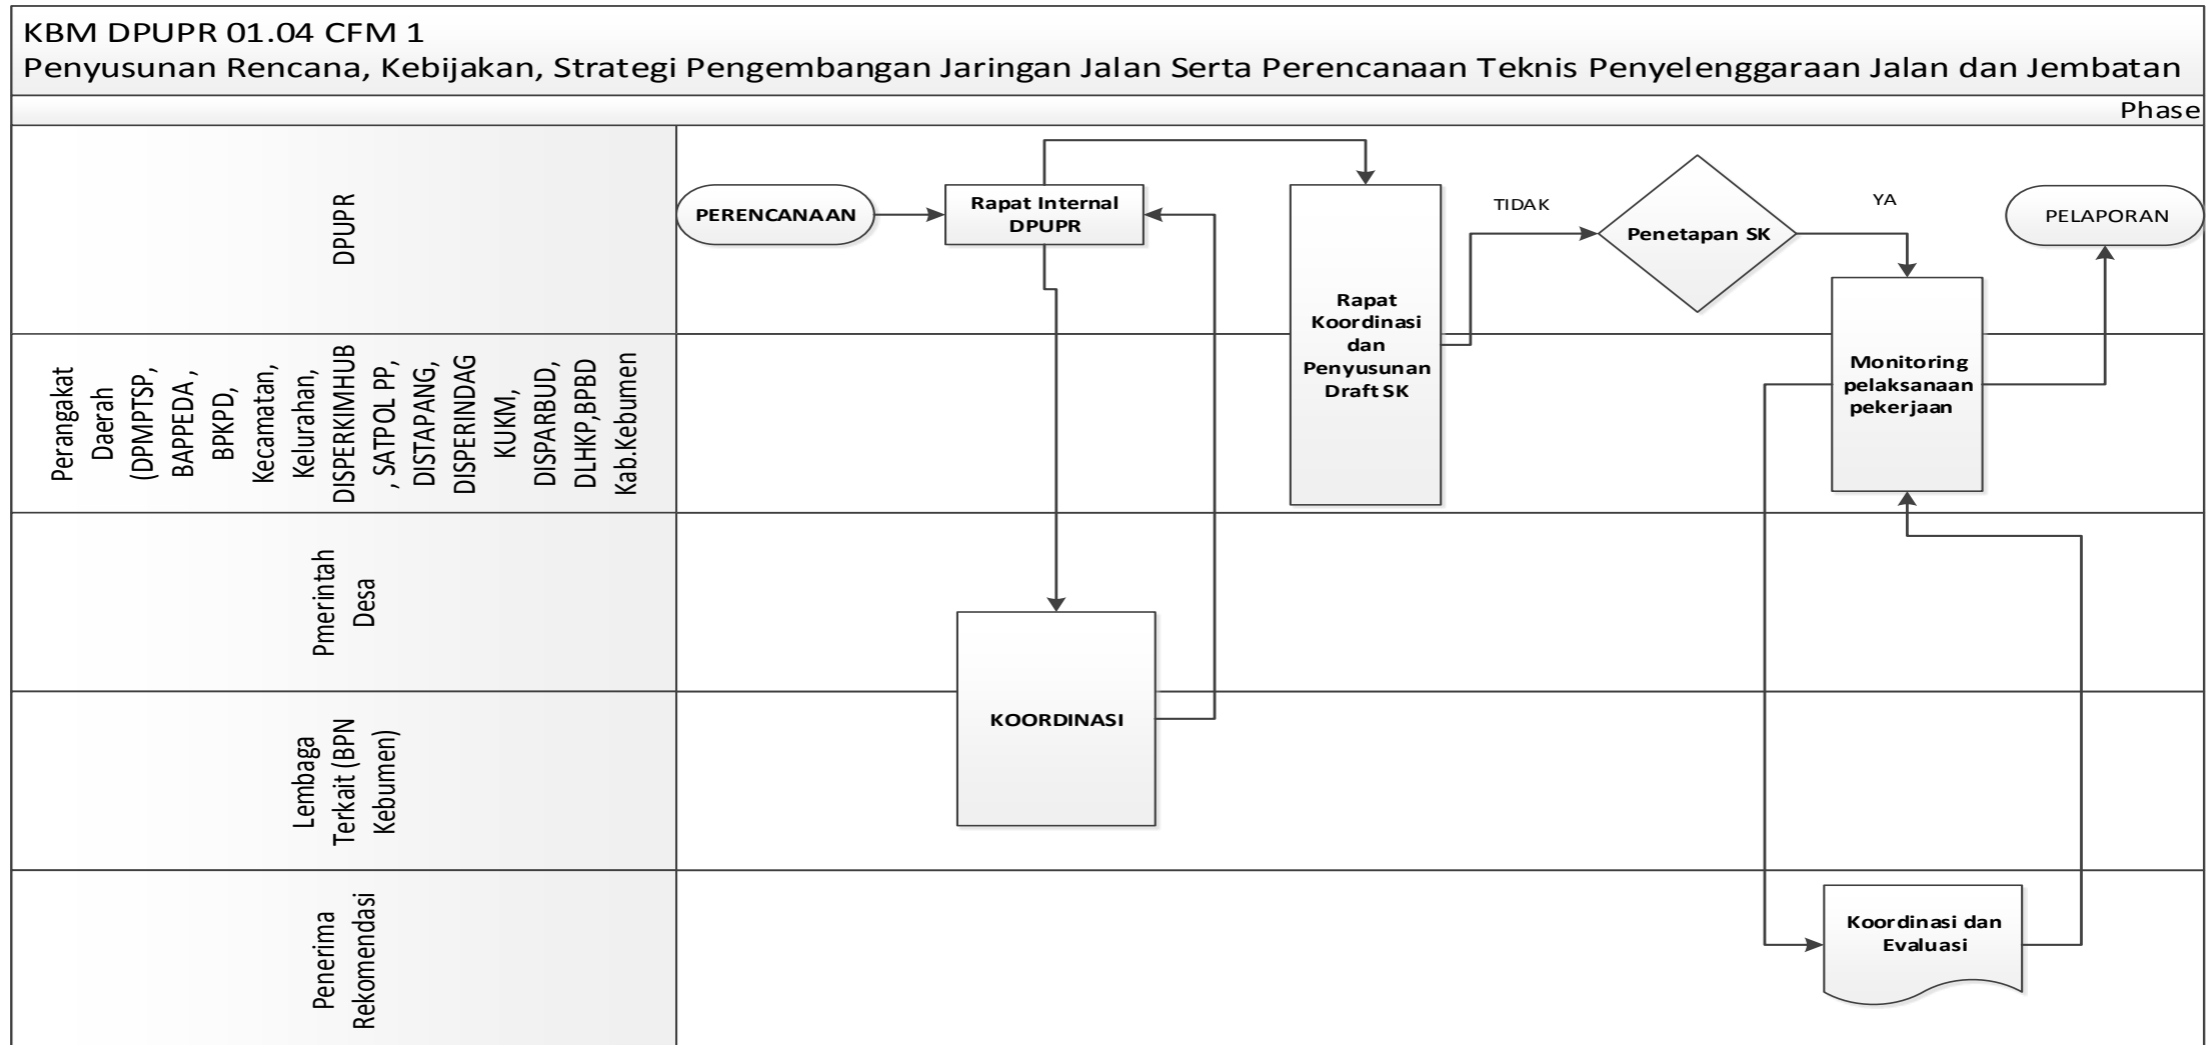 KBM DPUPR 01.04 CFM 1
Penyusunan Rencana, Kebijakan, Strategi Pengembangan Jaringan Jalan Serta Perencanaan Teknis Penyelenggaraan Jalan dan Jembatan
Phase
DPUPR
PERENCANAAN
Rapat Internal
DPUPR
Rapat
Koordinasi
dan
Penyusunan
Draft SK
TIDAK
Penetapan SK
YA
PELAPORAN
Perangakat
Daerah
(DPMPTSP,
BAPPEDA ,
BPKPD,
Kecamatan,
Kelurahan,
DISPERKIMHUB
, SATPOL PP,
DISTAPANG,
DISPERINDAG
KUKM,
DISPARBUD,
DLHKP,BPBD
Kab.Kebumen
Monitoring
pelaksanaan
pekerjaan
Pmerintah
Desa
KOORDINASI
Lembaga
Terkait (BPN
Kebumen)
Penerima
Rekomendasi
Koordinasi dan
Evaluasi